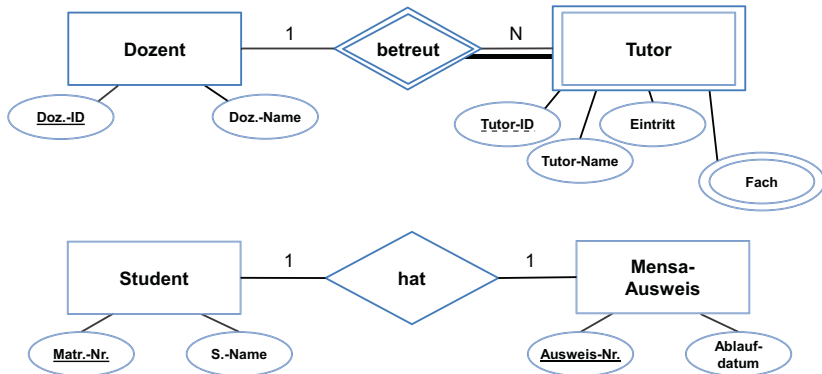 Dozent
1
betreut
N
Tutor
Doz.-ID
Doz.-Name
Tutor-ID
Eintritt
Tutor-Name
Fach
Student
1
hat
1
Mensa-
Ausweis
Matr.-Nr.
S.-Name
Ausweis-Nr.
Ablauf-
datum